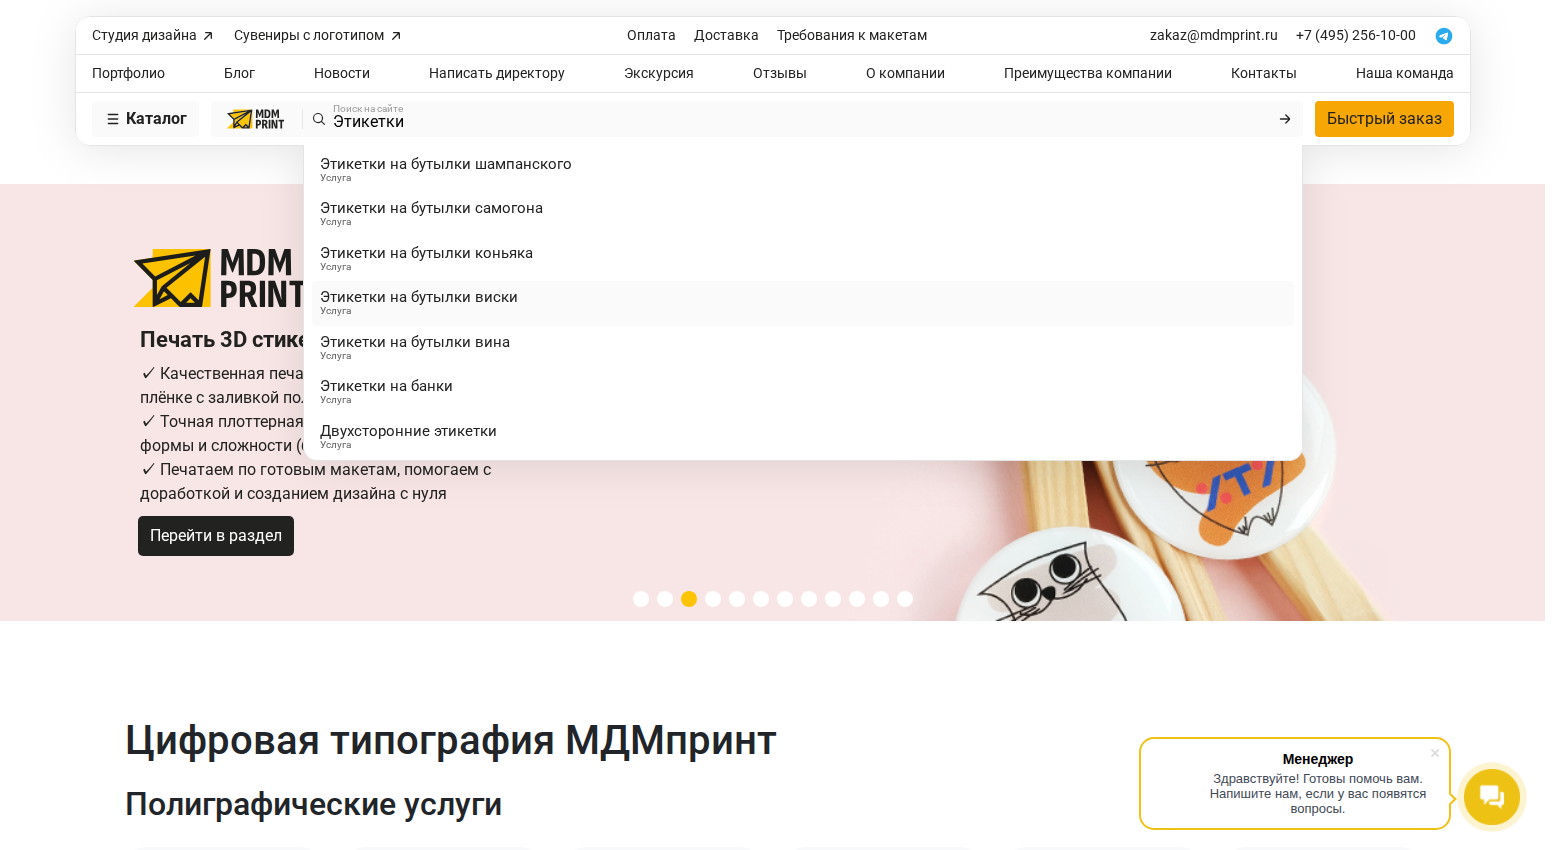 Студия дизайна
Сувениры с логотипом
Оплата
Доставка
Требования к макетам
zakaz@mdmprint.ru
+7 (495) 256-10-00
Портфолио
Блог
Новости
Написать директору
Экскурсия
Отзывы
О компании
Преимущества компании
Контакты
Наша команда
Каталог
MDM
PRINT
Поиск на сайте
Этикетки
Быстрый заказ
Этикетки на бутылки шампанского
Услуга
Этикетки на бутылки самогона
Услуга
Этикетки на бутылки коньяка
Услуга
Этикетки на бутылки виски
Услуга
Этикетки на бутылки вина
Услуга
Этикетки на банки
Услуга
Двухсторонние этикетки
Услуга
MDM
PRINT
Печать 3D стике
✓ Качественная печа
плёнке с заливкой по
✓ Точная плоттерная
формы и сложности (
✓ Печатаем по готовым макетам, помогаем с
доработкой и созданием дизайна с нуля
Перейти в раздел
Цифровая типография МДМпринт
Полиграфические услуги
Менеджер
Здравствуйте! Готовы помочь вам.
Напишите нам, если у вас появятся
вопросы.